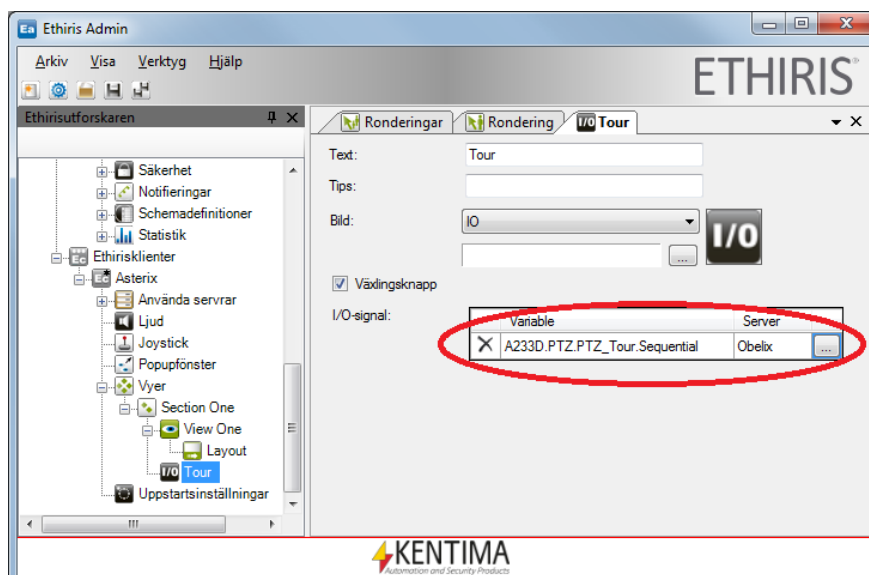 Ea Ethiris Admin
Arkiv Visa Verktyg Hjälp
ETHIRIS®
Ethirisutforskaren
Ronderingar Rondering I/O Tour
Säkerhet
Notifieringar
Schemadefinitioner
Statistik
Ethirisklienter
Asterix
Använda servrar
Ljud
Joystick
Popupfönster
Vyer
Section One
View One
Layout
I/O Tour
Uppstartsinställningar
Text: Tour
Tips:
Bild: IO
I/O
...
Växlingsknapp
I/O-signal:
Variable Server
A233D.PTZ.PTZ_Tour.Sequential Obelix ...
KENTIMA
Automation and Security Products